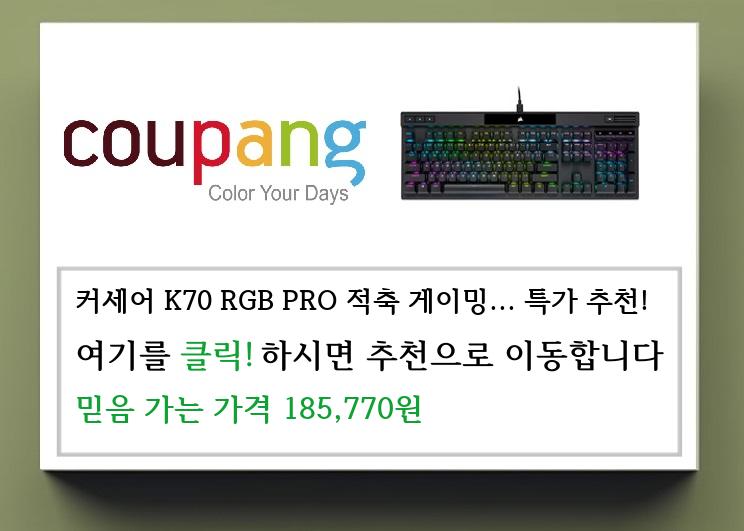 coupang
Color Your Days
커세어 K70 RGB PRO 적축 게이밍... 특가 추천!
여기를 클릭! 하시면 추천으로 이동합니다
믿음 가는 가격 185,770원